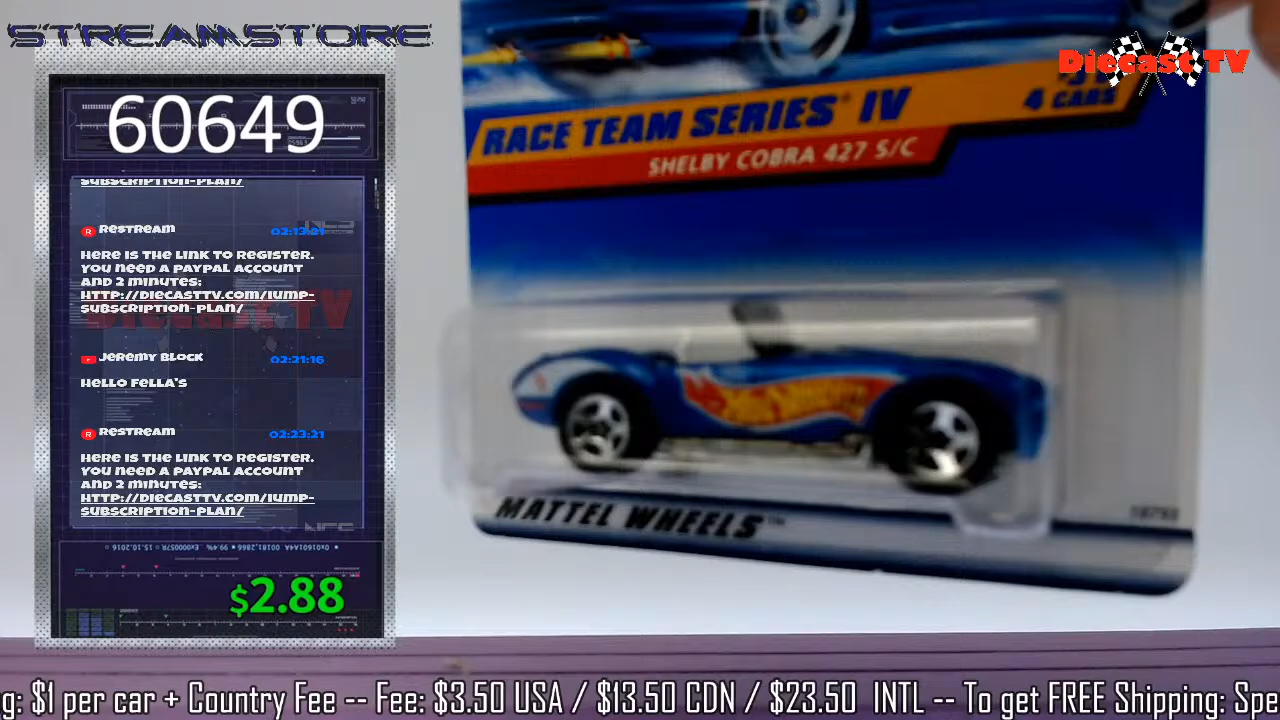 STREAMSTORE
60649
SUBSCRIPTION-PLAN/
Restream 02:13:21
HERE IS THE LINK TO REGISTER.
YOU NEED A PAYPAL ACCOUNT
AND 2 MINUTES:
HTTP://DIECASTTV.COM/JUMP-
SUBSCRIPTION-PLAN/
JEREMY BLOCK 02:21:16
HELLO FELLA'S
Restream 02:23:21
HERE IS THE LINK TO REGISTER.
YOU NEED A PAYPAL ACCOUNT
AND 2 MINUTES:
HTTP://DIECASTTV.COM/JUMP-
SUBSCRIPTION-PLAN/
$2.88
Diecast TV
RACE TEAM SERIES IV
SHELBY COBRA 427 S/C
MATTEL WHEELS
g: $1 per car + Country Fee -- Fee: $3.50 USA / $13.50 CDN / $23.50 INTL -- To get FREE Shipping: Spe